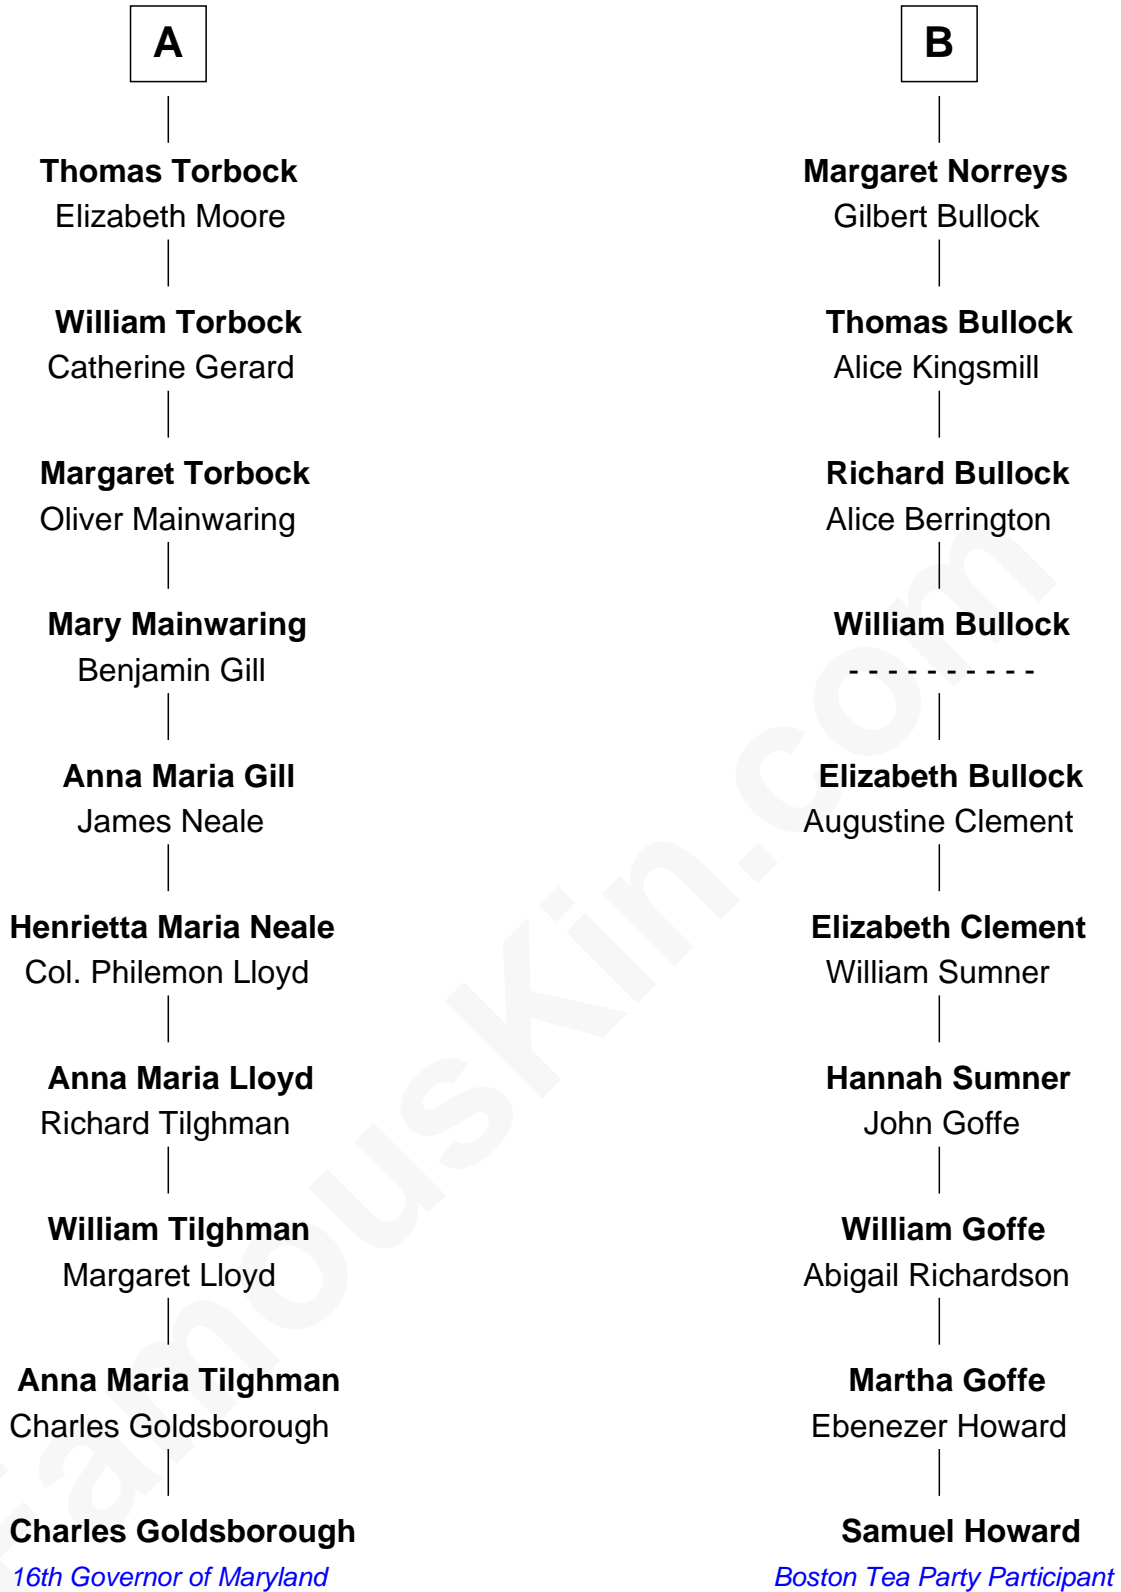 A
Thomas Torbock
Elizabeth Moore
William Torbock
Catherine Gerard
Margaret Torbock
Oliver Mainwaring
Mary Mainwaring
Benjamin Gill
Anna Maria Gill
James Neale
Henrietta Maria Neale
Col. Philemon Lloyd
Anna Maria Lloyd
Richard Tilghman
William Tilghman
Margaret Lloyd
Anna Maria Tilghman
Charles Goldsborough
Charles Goldsborough
16th Governor of Maryland
B
Margaret Norreys
Gilbert Bullock
Thomas Bullock
Alice Kingsmill
Richard Bullock
Alice Berrington
William Bullock
- - - - - - - - - -
Elizabeth Bullock
Augustine Clement
Elizabeth Clement
William Sumner
Hannah Sumner
John Goffe
William Goffe
Abigail Richardson
Martha Goffe
Ebenezer Howard
Samuel Howard
Boston Tea Party Participant
FamousKin.com